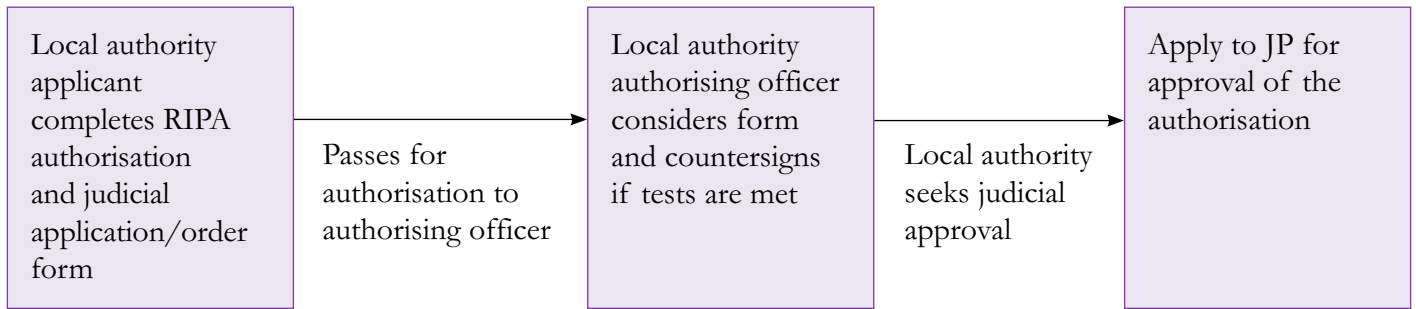 Local authority
applicant
completes RIPA
authorisation
and judicial
application/order
form
Passes for
authorisation to
authorising officer
Local authority
authorising officer
considers form
and countersigns
if tests are met
Local authority
seeks judicial
approval
Apply to JP for
approval of the
authorisation